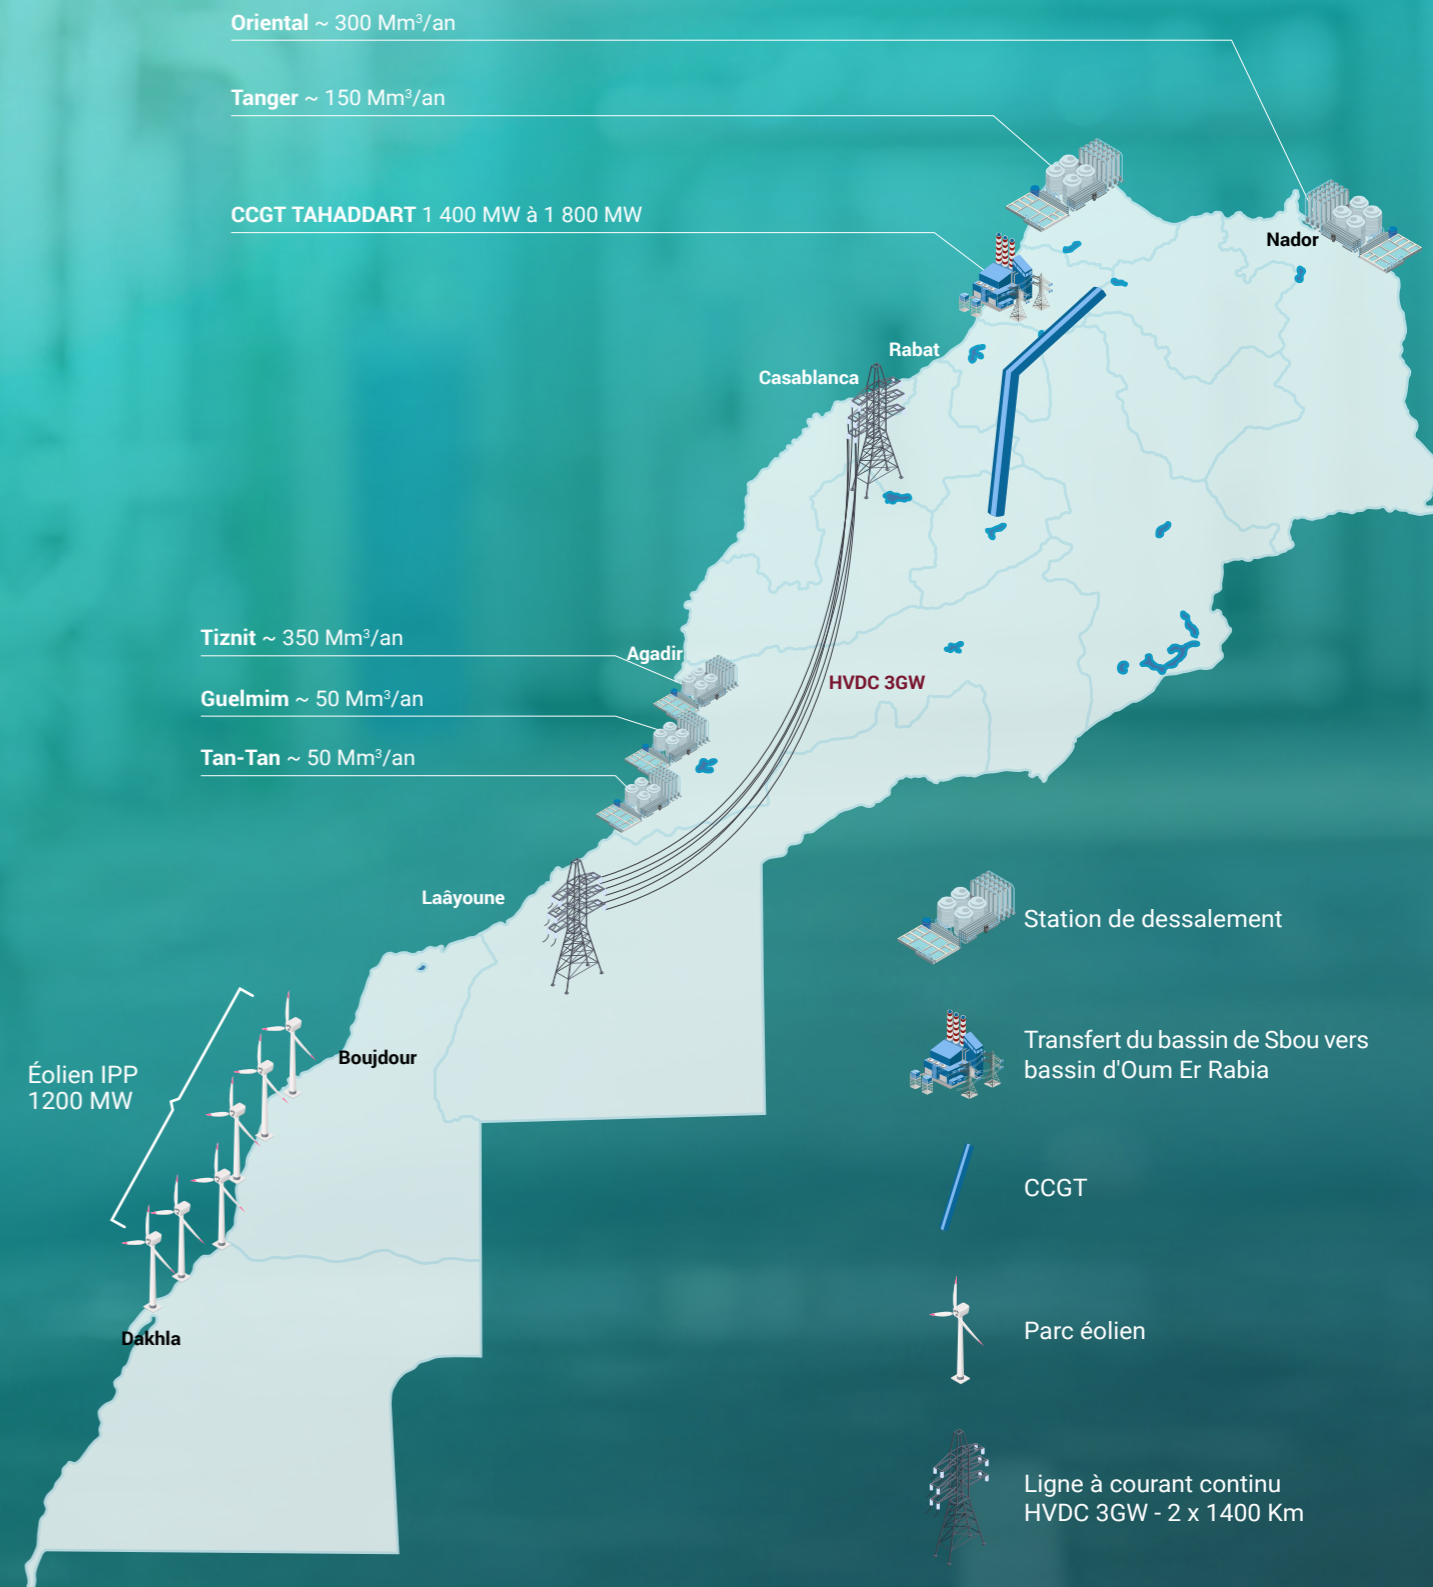 Oriental ~ 300 Mm³/an
Tanger ~ 150 Mm³/an
CCGT TAHADDART 1 400 MW à 1 800 MW
Nador
Rabat
Casablanca
Tiznit ~ 350 Mm³/an
Agadir
HVDC 3GW
Guelmim ~ 50 Mm³/an
Tan-Tan ~ 50 Mm³/an
Laâyoune
Boujdour
Éolien IPP
1200 MW
Dakhla
Station de dessalement
Transfert du bassin de Sbou vers
bassin d'Oum Er Rabia
CCGT
Parc éolien
Ligne à courant continu
HVDC 3GW - 2 x 1400 Km